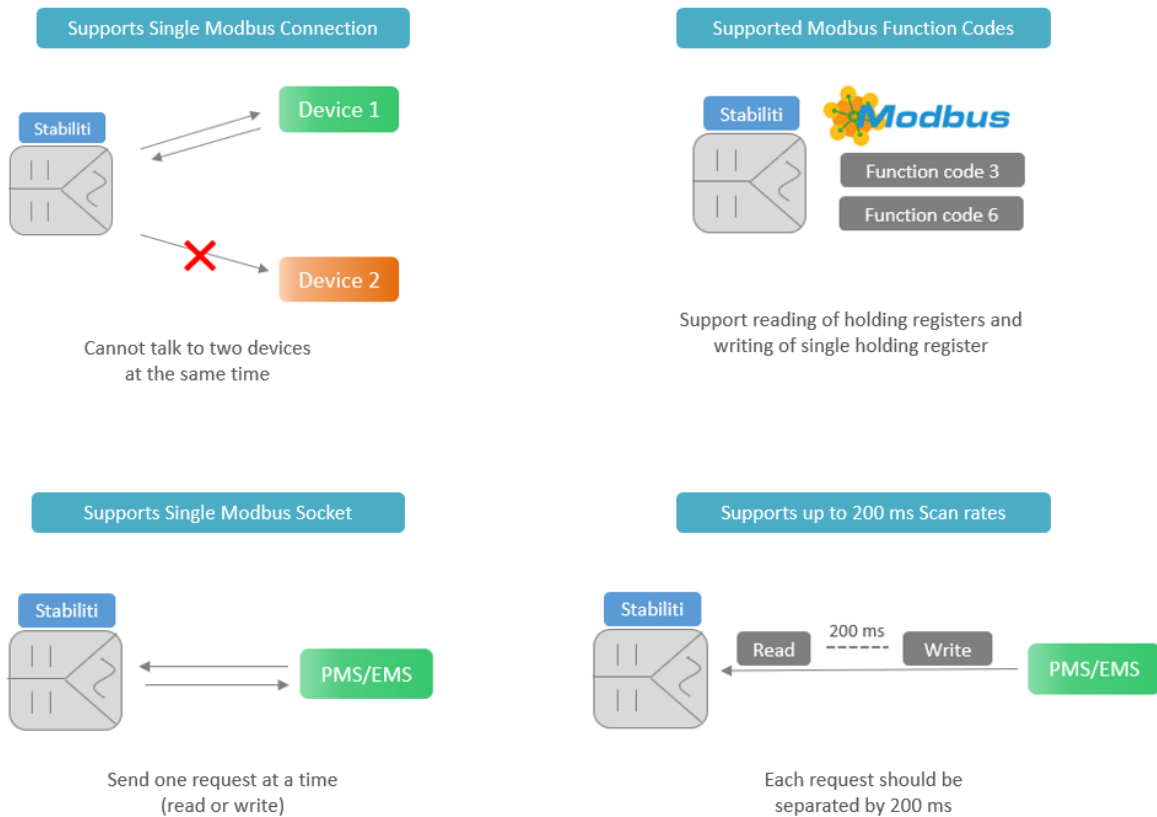 Supports Single Modbus Connection
Stabiliti
Device 1
Device 2
Cannot talk to two devices
at the same time
Supported Modbus Function Codes
Stabiliti
Modbus
Function code 3
Function code 6
Support reading of holding registers and
writing of single holding register
Supports Single Modbus Socket
Stabiliti
PMS/EMS
Send one request at a time
(read or write)
Supports up to 200 ms Scan rates
Stabiliti
Read
200 ms
Write
PMS/EMS
Each request should be
separated by 200 ms